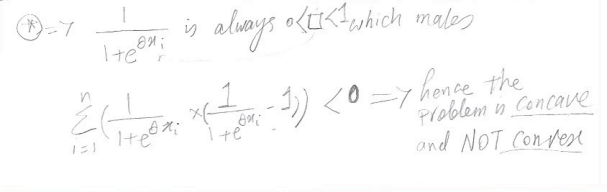 (*) => 1/(1+e^{θx_i}) is always 0<□<1 which makes
∑_{i=1}^{n} (1/(1+e^{θx_i}) × (1/(1+e^{θx_i}) - 1)) < 0 => hence the
problem is concave
and NOT convex